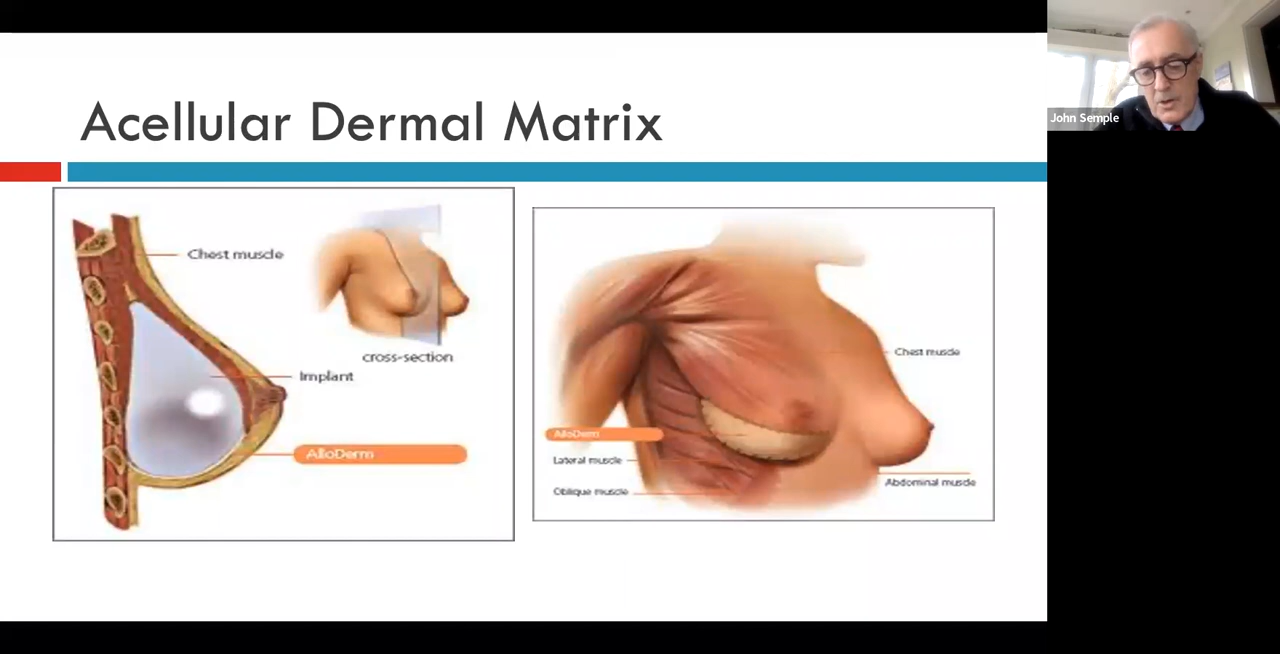 Acellular Dermal Matrix
John Semple
Chest muscle
cross-section
Implant
AlloDerm
Chest muscle
AlloDerm
Lateral muscle
Abdominal muscle
Oblique muscle